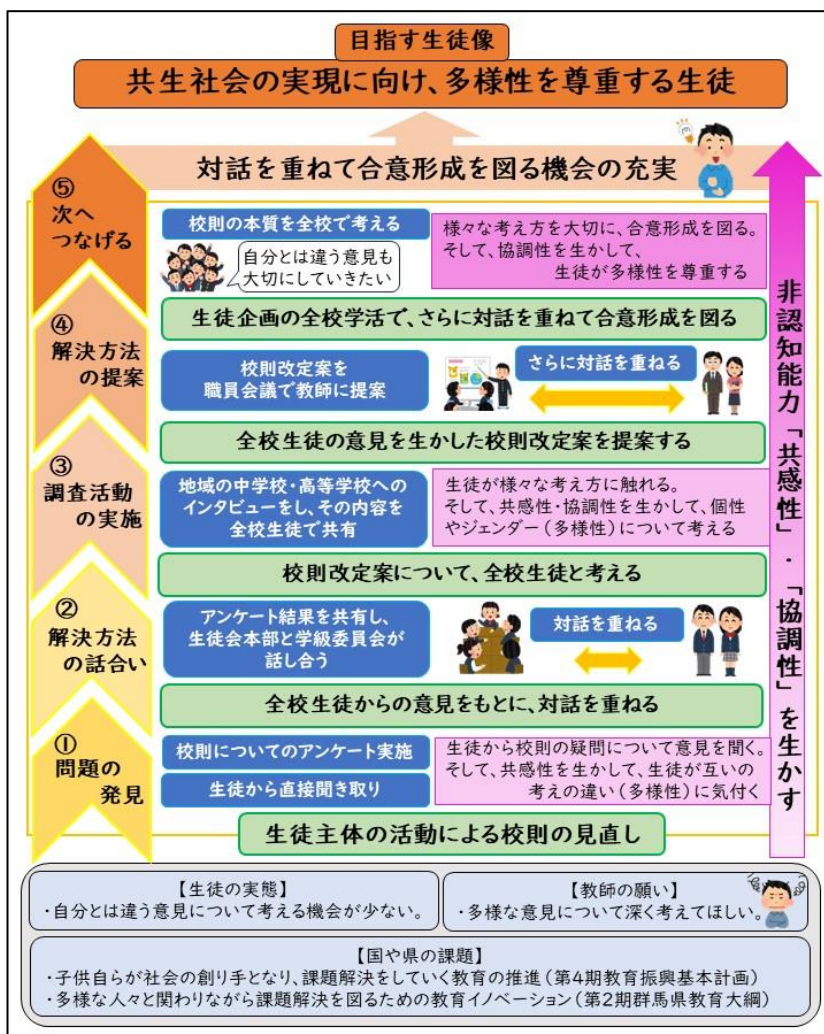 目指す生徒像
共生社会の実現に向け、多様性を尊重する生徒
対話を重ねて合意形成を図る機会の充実
⑤
次へ
つなげる
校則の本質を全校で考える
自分とは違う意見も
大切にしていきたい
様々な考え方を大切に、合意形成を図る。
そして、協調性を生かして、
生徒が多様性を尊重する
生徒企画の全校学活で、さらに対話を重ねて合意形成を図る
④
解決方法
の提案
校則改定案を
職員会議で教師に提案
さらに対話を重ねる
全校生徒の意見を生かした校則改定案を提案する
③
調査活動
の実施
地域の中学校・高等学校への
インタビューをし、その内容を
全校生徒で共有
生徒が様々な考え方に触れる。
そして、共感性・協調性を生かして、個性
やジェンダー(多様性)について考える
校則改定案について、全校生徒と考える
②
解決方法
の話合い
アンケート結果を共有し、
生徒会本部と学級委員会が
話し合う
対話を重ねる
全校生徒からの意見をもとに、対話を重ねる
①
問題の
発見
校則についてのアンケート実施
生徒から直接聞き取り
生徒から校則の疑問について意見を聞く。
そして、共感性を生かして、生徒が互いの
考えの違い(多様性)に気付く
生徒主体の活動による校則の見直し
非認知能力「共感性」・「協調性」を生かす
【生徒の実態】
・自分とは違う意見について考える機会が少ない。
【教師の願い】
・多様な意見について深く考えてほしい。
【国や県の課題】
・子供自らが社会の創り手となり、課題解決をしていく教育の推進(第4期教育振興基本計画)
・多様な人々と関わりながら課題解決を図るための教育イノベーション(第2期群馬県教育大綱)